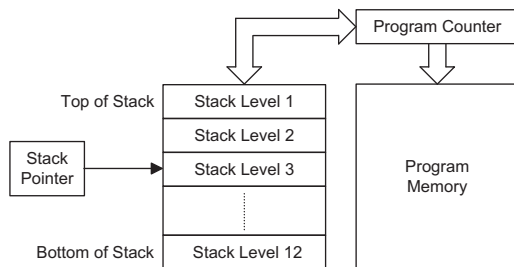 Program Counter
Top of Stack
Stack Level 1
Stack Level 2
Stack
Pointer
Stack Level 3
Program
Memory
Bottom of Stack
Stack Level 12